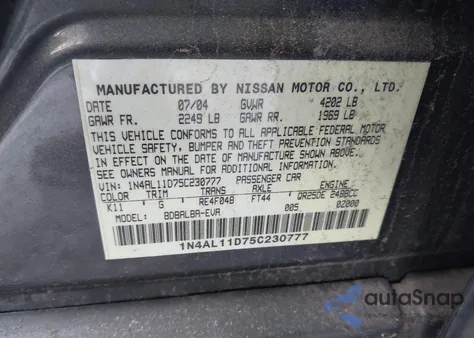 MANUFACTURED BY NISSAN MOTOR CO., LTD.
DATE 07/04 GVWR 4202 LB
GAWR FR. 2249 LB GAWR RR. 1969 LB
THIS VEHICLE CONFORMS TO ALL APPLICABLE FEDERAL MOTOR
VEHICLE SAFETY, BUMPER AND THEFT PREVENTION STANDARDS
IN EFFECT ON THE DATE OF MANUFACTURE SHOWN ABOVE.
SEE OWNERS MANUAL FOR ADDITIONAL INFORMATION
VIN: 1N4AL11D75C230777 PASSENGER CAR
COLOR TRIM TRANS AXLE ENGINE
K11 G RE4F04B FT44 QR25DE 2488CC
MODEL: BDBALBA-EVA 005 02000
1N4AL11D75C230777
autoSnap